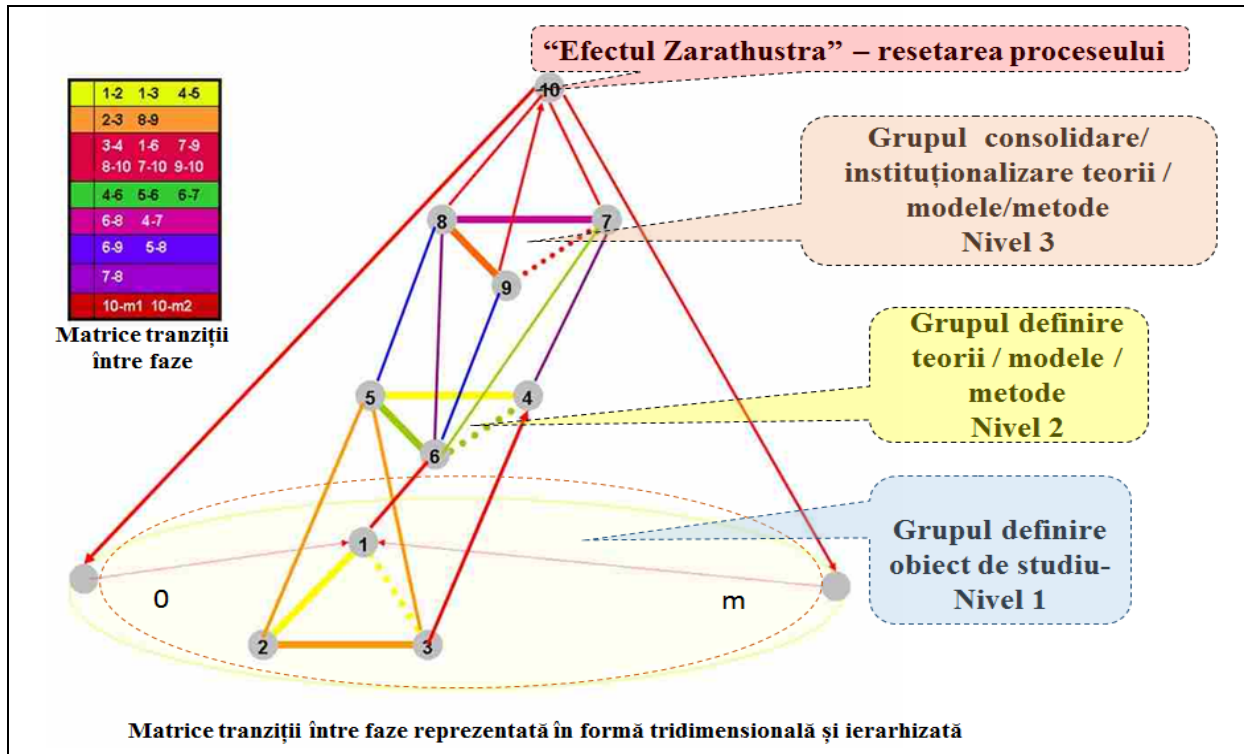 “Efectul Zarathustra” – resetarea proceseului
10
1-2 1-3 4-5
2-3 8-9
3-4 1-6 7-9
8-10 7-10 9-10
4-6 5-6 6-7
6-8 4-7
6-9 5-8
7-8
10-m1 10-m2
Matrice tranziții
între faze
Grupul consolidare/
instituționalizare teorii /
modele/metode
Nivel 3
8
7
9
Grupul definire
teorii / modele /
metode
Nivel 2
5
4
6
Grupul definire
obiect de studiu-
Nivel 1
1
0
m
2
3
Matrice tranziții între faze reprezentată în formă tridimensională și ierarhizată